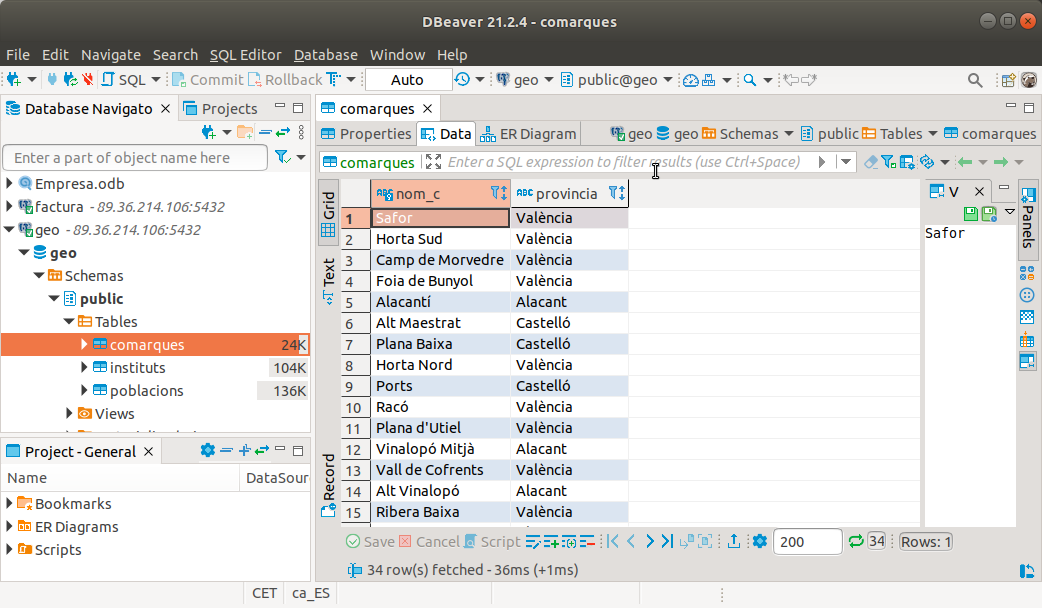 DBeaver 21.2.4 - comarques
File Edit Navigate Search SQL Editor Database Window Help
SQL Commit Rollback T Auto geo public@geo
Database Navigato Projects
Enter a part of object name here
Empresa.odb
factura - 89.36.214.106:5432
geo - 89.36.214.106:5432
geo
Schemas
public
Tables
comarques 24K
instituts 104K
poblacions 136K
Views
Project - General
Name DataSour
Bookmarks
ER Diagrams
Scripts
comarques
Properties Data ER Diagram geo geo Schemas public Tables comarques
comarques Enter a SQL expression to filter results (use Ctrl+Space)
Grid
Text
Record
ABC nom_c ABC provincia
1 Safor València
2 Horta Sud València
3 Camp de Morvedre València
4 Foia de Bunyol València
5 Alacantí Alacant
6 Alt Maestrat Castelló
7 Plana Baixa Castelló
8 Horta Nord València
9 Ports Castelló
10 Racó València
11 Plana d'Utiel València
12 Vinalopó Mitjà Alacant
13 Vall de Cofrents València
14 Alt Vinalopó Alacant
15 Ribera Baixa València
V
Safor
Panels
Save Cancel Script 200 34 Rows: 1
34 row(s) fetched - 36ms (+1ms)
CET ca_ES